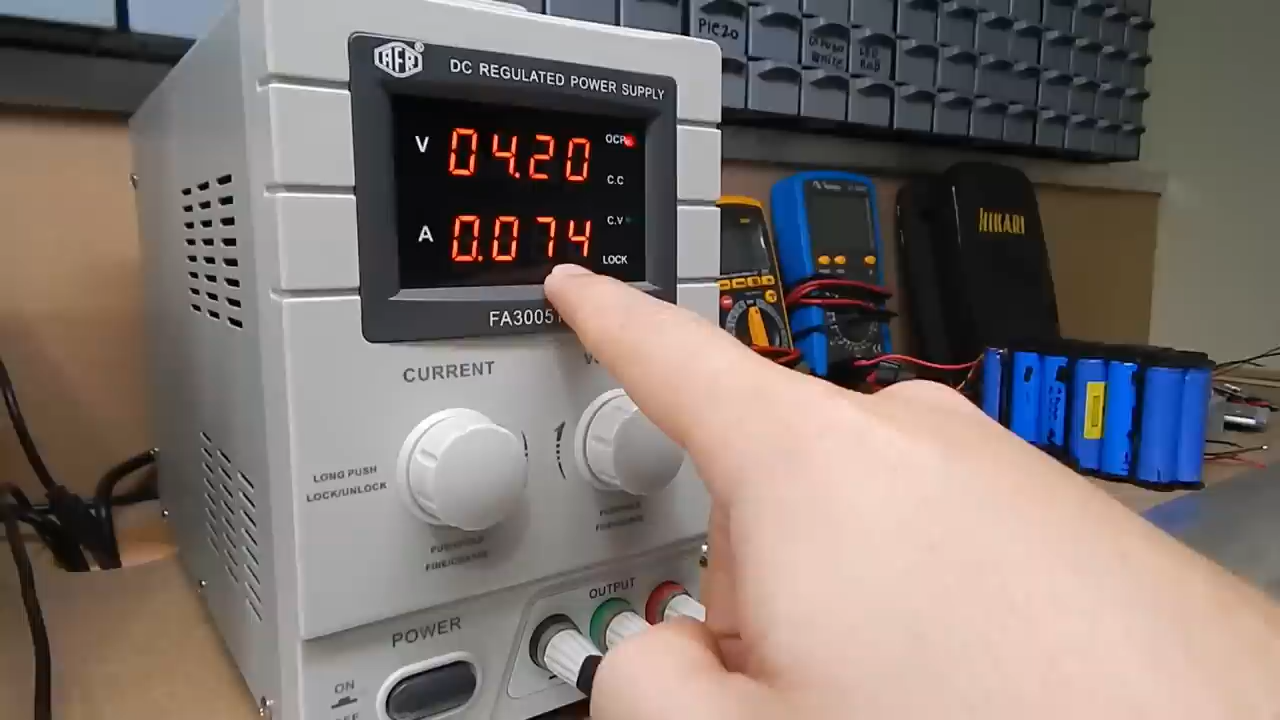 AFR®
DC REGULATED POWER SUPPLY
V 04.20 OCP
C.C
A 0.074 C.V
LOCK
FA3005
CURRENT
LONG PUSH
LOCK/UNLOCK
OUTPUT
POWER
ON
PIC20
WHITE
HIKARI